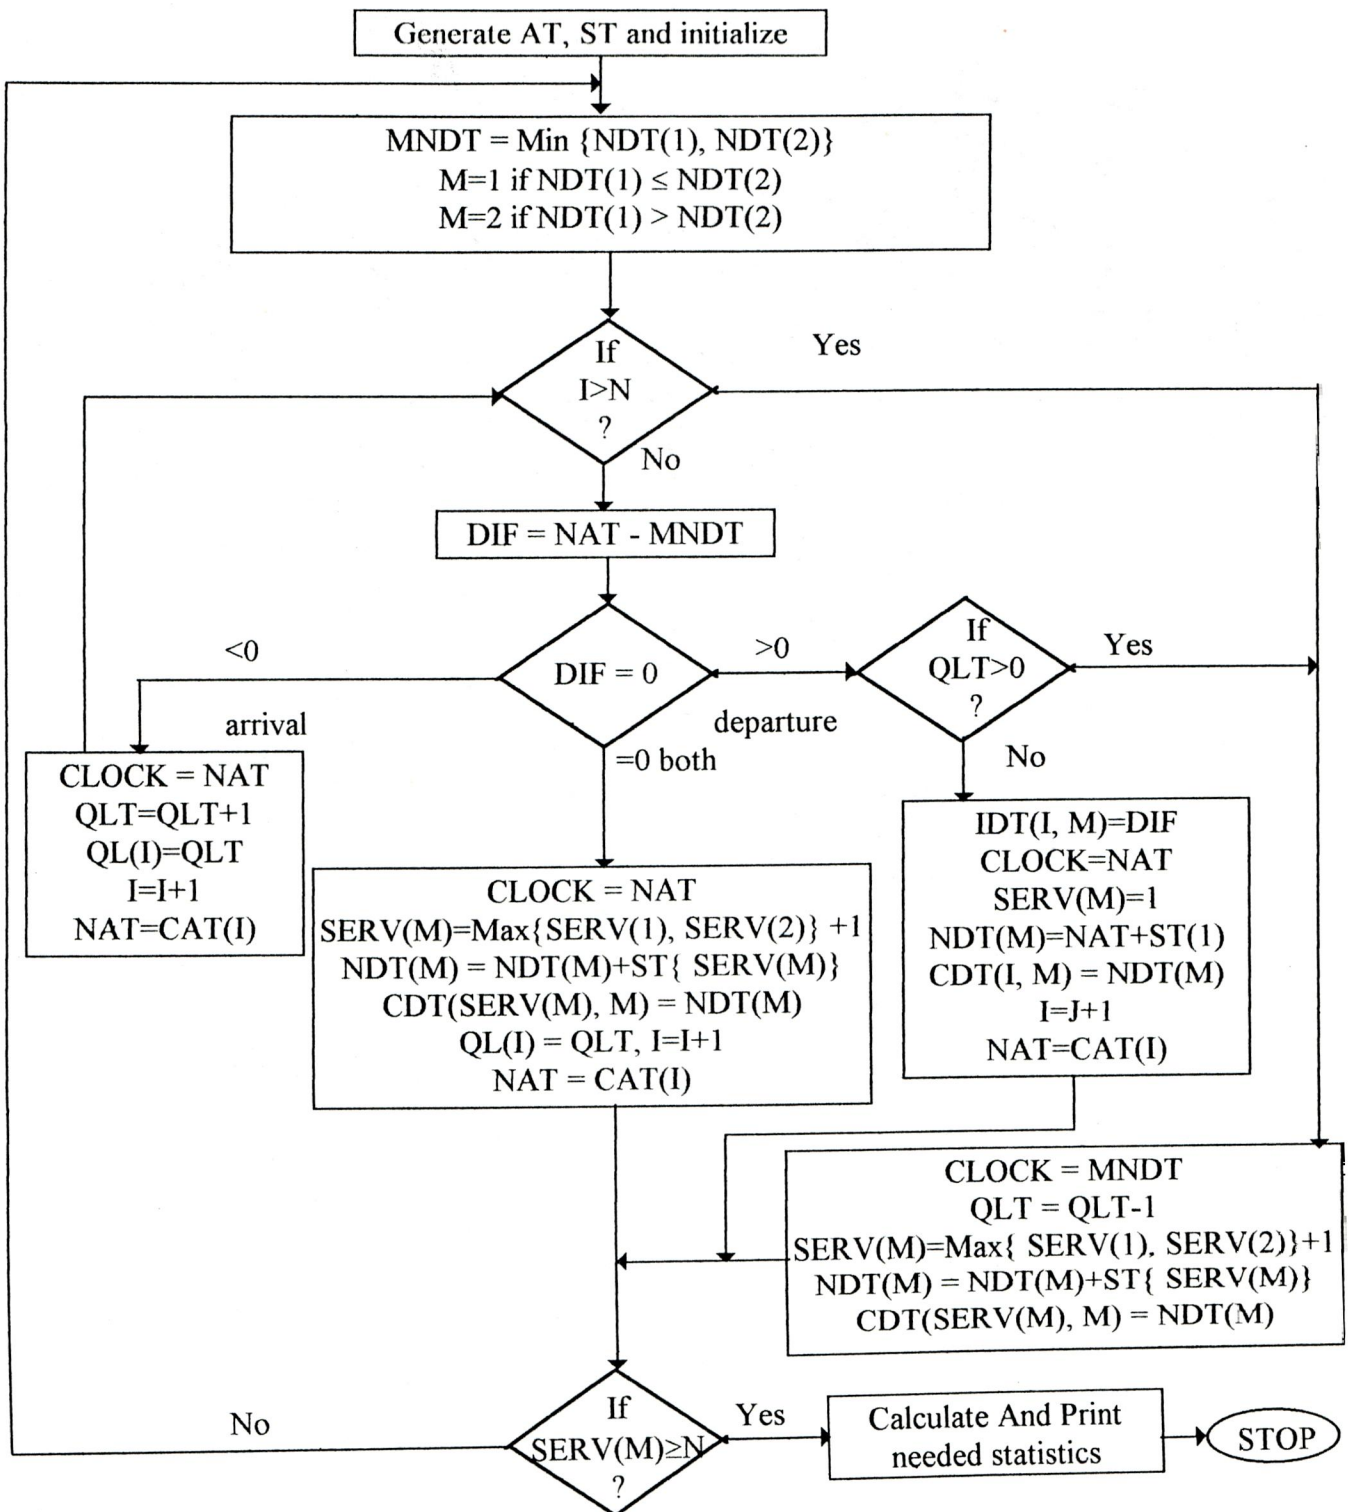 Generate AT, ST and initialize
MNDT = Min {NDT(1), NDT(2)}
M=1 if NDT(1) ≤ NDT(2)
M=2 if NDT(1) > NDT(2)
If
I>N
?
Yes
No
DIF = NAT - MNDT
<0
DIF = 0
>0
If
QLT>0
?
Yes
arrival
departure
=0 both
No
CLOCK = NAT
QLT=QLT+1
QL(I)=QLT
I=I+1
NAT=CAT(I)
CLOCK = NAT
SERV(M)=Max{SERV(1), SERV(2)} +1
NDT(M) = NDT(M)+ST{ SERV(M)}
CDT(SERV(M), M) = NDT(M)
QL(I) = QLT, I=I+1
NAT = CAT(I)
IDT(I, M)=DIF
CLOCK=NAT
SERV(M)=1
NDT(M)=NAT+ST(1)
CDT(I, M) = NDT(M)
I=J+1
NAT=CAT(I)
CLOCK = MNDT
QLT = QLT-1
SERV(M)=Max{ SERV(1), SERV(2)}+1
NDT(M) = NDT(M)+ST{ SERV(M)}
CDT(SERV(M), M) = NDT(M)
If
SERV(M)≥N
?
No
Yes
Calculate And Print
needed statistics
STOP